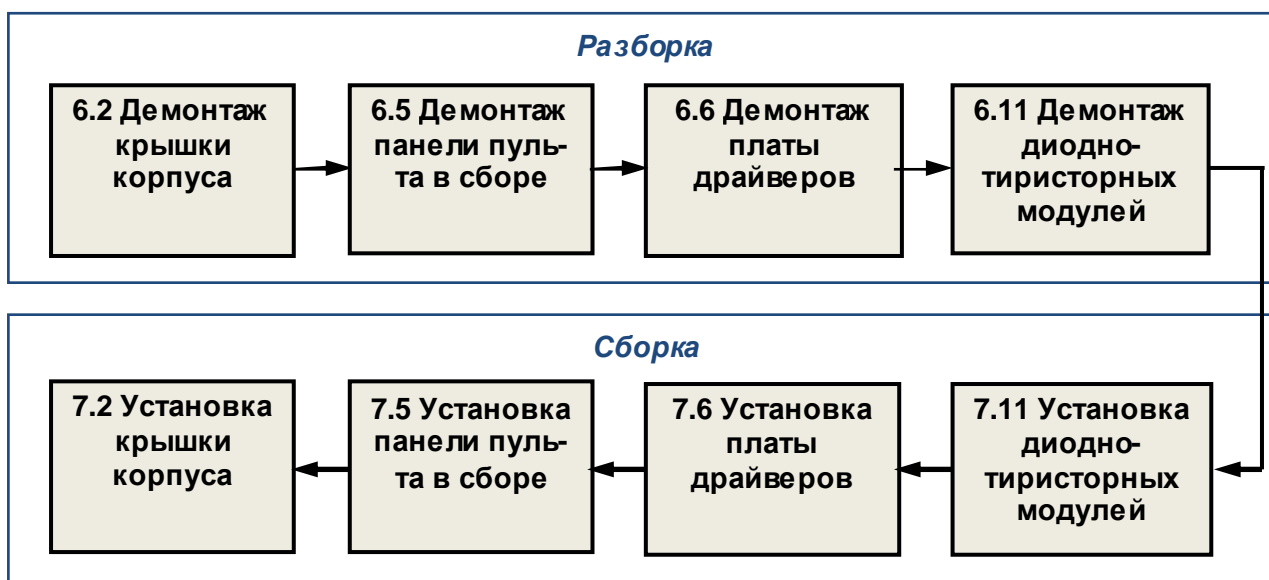 Разборка
6.2 Демонтаж
крышки
корпуса
6.5 Демонтаж
панели пуль-
та в сборе
6.6 Демонтаж
платы
драйверов
6.11 Демонтаж
диодно-
тиристорных
модулей
Сборка
7.2 Установка
крышки
корпуса
7.5 Установка
панели пуль-
та в сборе
7.6 Установка
платы
драйверов
7.11 Установка
диодно-
тиристорных
модулей